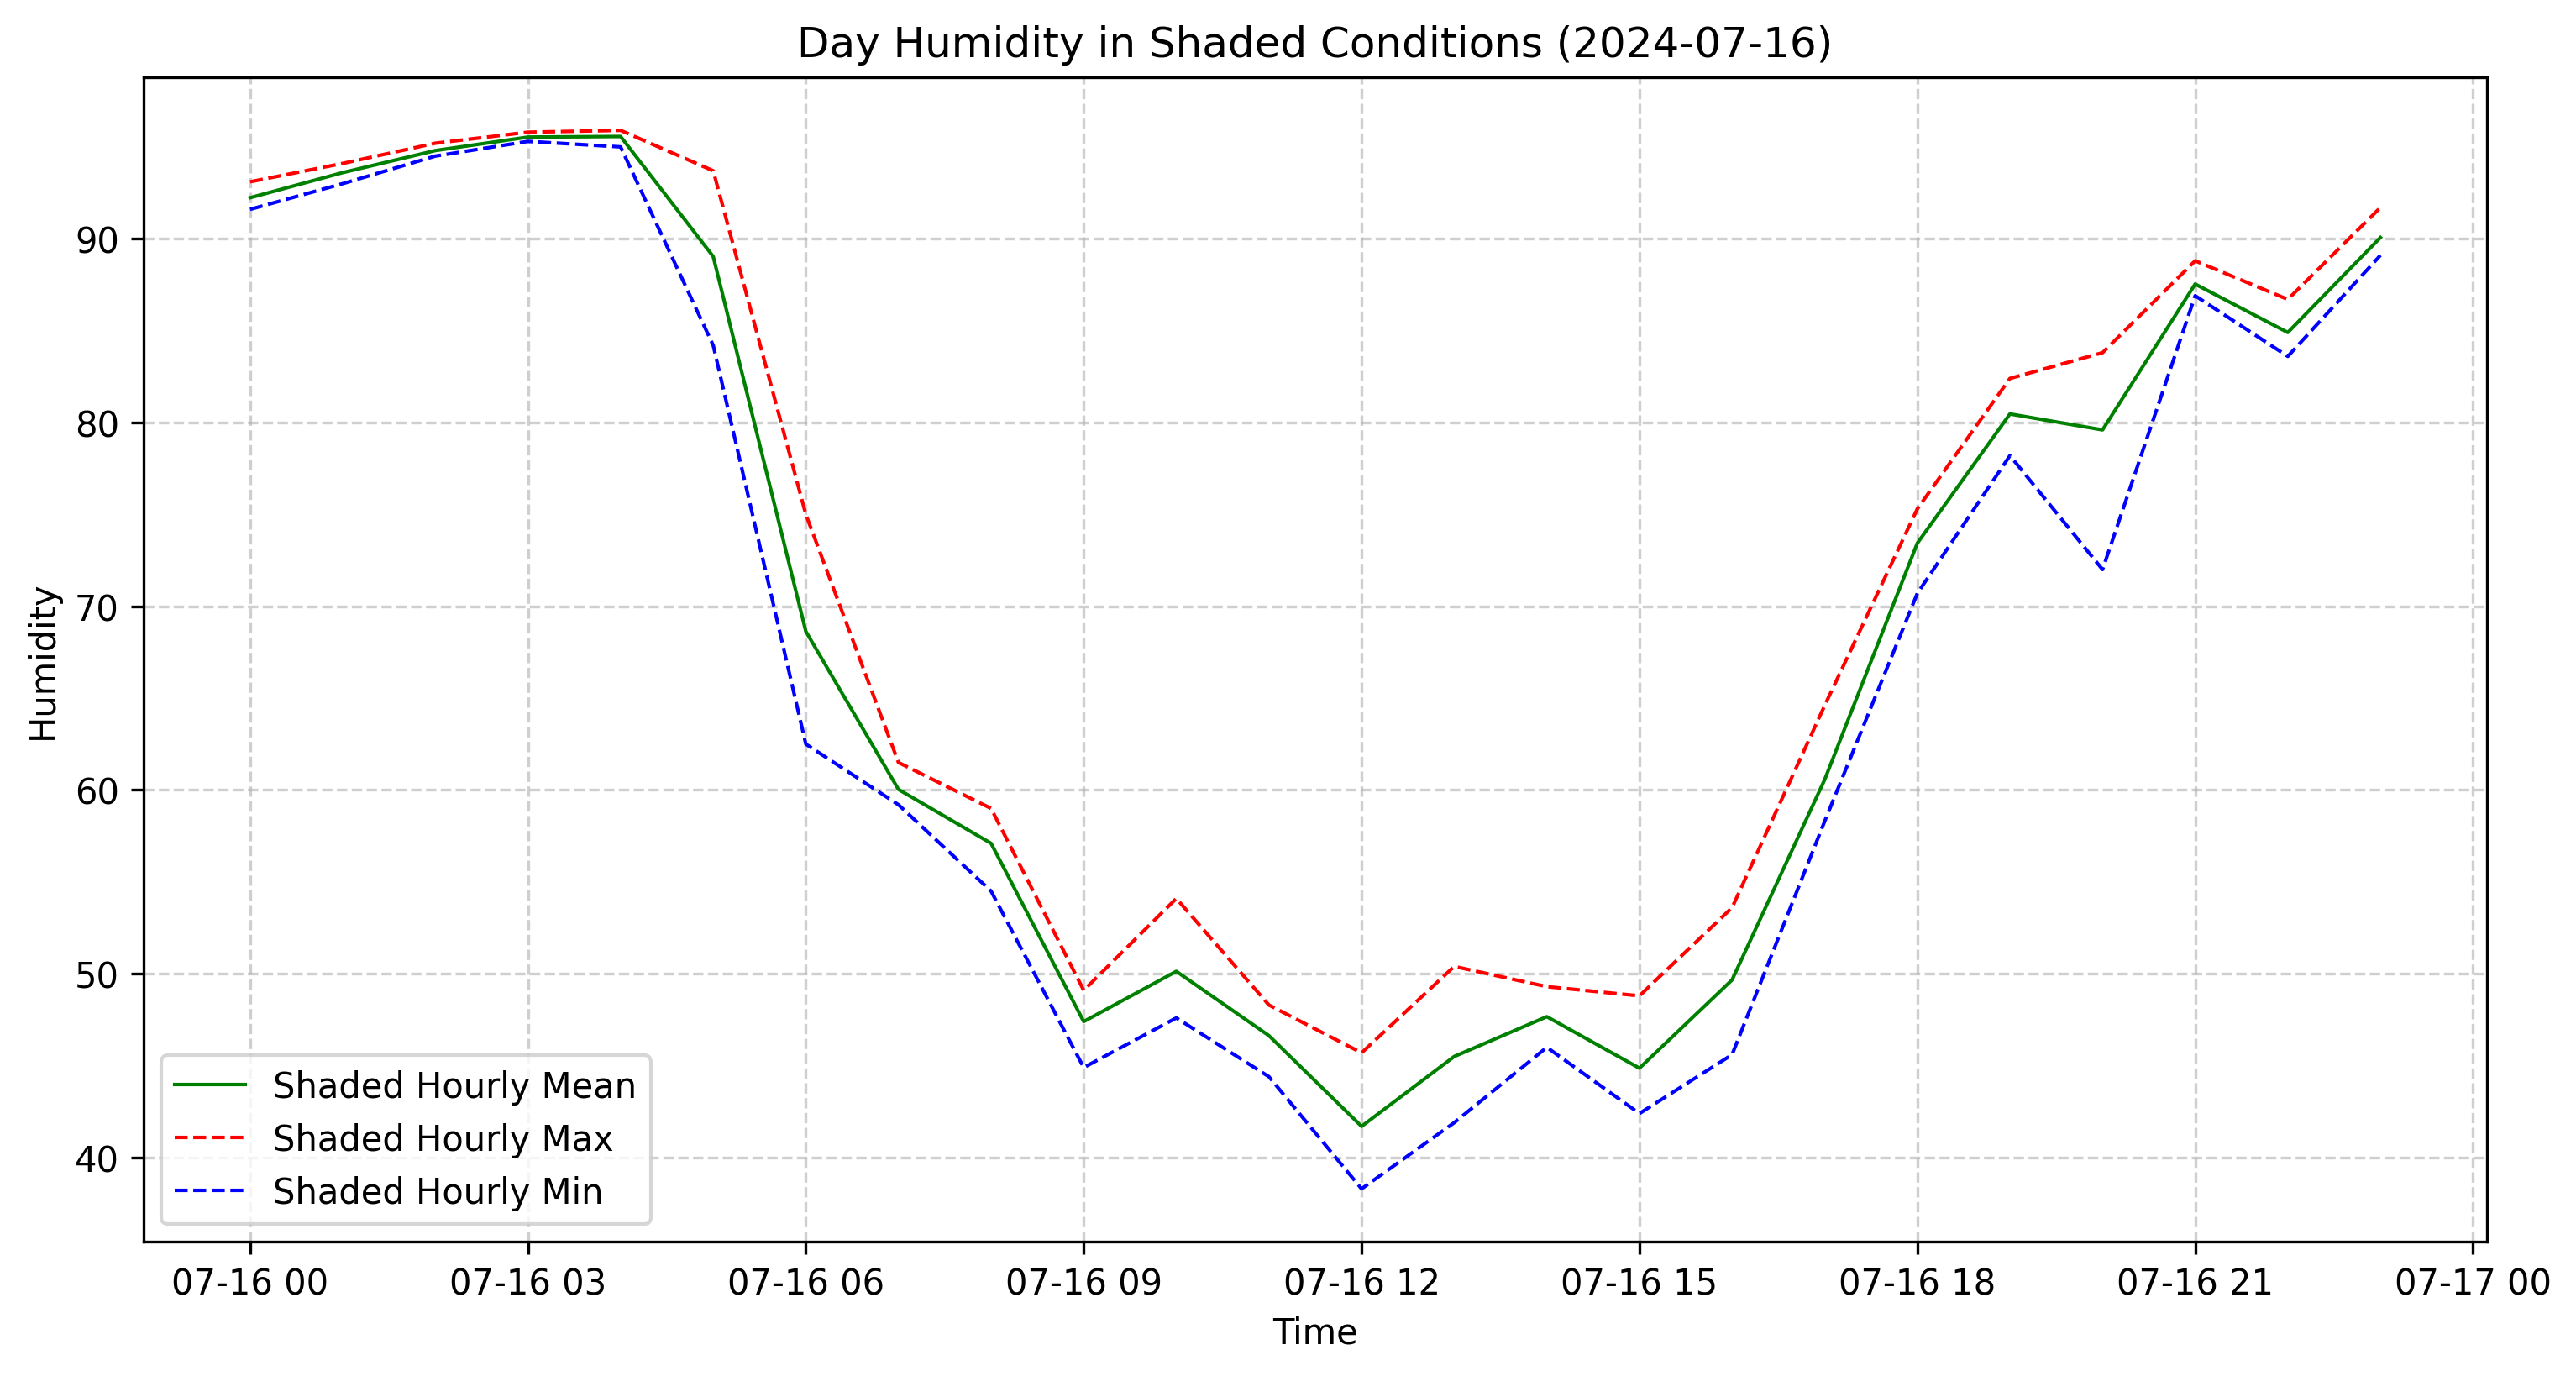 Day Humidity in Shaded Conditions (2024-07-16)
Humidity
90
80
70
60
50
40
Shaded Hourly Mean
Shaded Hourly Max
Shaded Hourly Min
07-16 00 07-16 03 07-16 06 07-16 09 07-16 12 07-16 15 07-16 18 07-16 21 07-17 00
Time